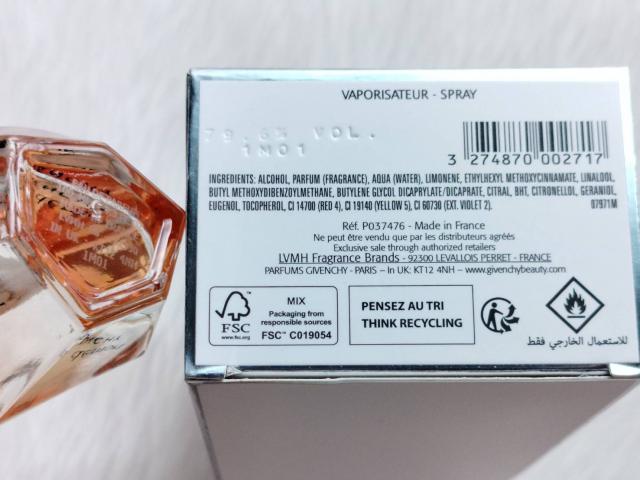 VAPORISATEUR - SPRAY
79.6% VOL.
1M01
3 274870 002717
INGREDIENTS: ALCOHOL, PARFUM (FRAGRANCE), AQUA (WATER), LIMONENE, ETHYLHEXYL METHOXYCINNAMATE, LINALOOL,
BUTYL METHOXYDIBENZOYLMETHANE, BUTYLENE GLYCOL DICAPRYLATE/DICAPRATE, CITRAL, BHT, CITRONELLOL, GERANIOL,
EUGENOL, TOCOPHEROL, CI 14700 (RED 4), CI 19140 (YELLOW 5), CI 60730 (EXT. VIOLET 2). 07971M
Réf. P037476 - Made in France
Ne peut être vendu que par les distributeurs agréés
Exclusive sale through authorized retailers
LVMH Fragrance Brands - 92300 LEVALLOIS PERRET - FRANCE
PARFUMS GIVENCHY - PARIS - In UK: KT12 4NH - www.givenchybeauty.com
FSC
www.fsc.org
MIX
Packaging from
responsible sources
FSC™ C019054
PENSEZ AU TRI
THINK RECYCLING
للاستعمال الخارجي فقط
1M01